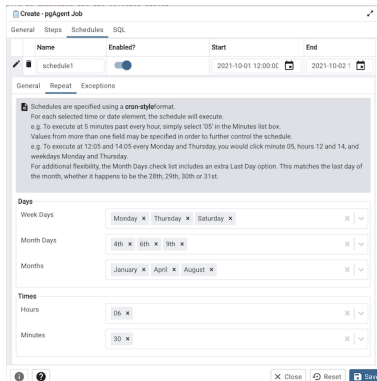 Create - pgAgent Job
General Steps Schedules SQL
Name Enabled? Start End
schedule1 2021-10-01 12:00:00 2021-10-02 1
General Repeat Exceptions
Schedules are specified using a cron-styleformat.
For each selected time or date element, the schedule will execute.
e.g. To execute at 5 minutes past every hour, simply select '05' in the Minutes list box.
Values from more than one field may be specified in order to further control the schedule.
e.g. To execute at 12:05 and 14:05 every Monday and Thursday, you would click minute 05, hours 12 and 14, and
weekdays Monday and Thursday.
For additional flexibility, the Month Days check list includes an extra Last Day option. This matches the last day of
the month, whether it happens to be the 28th, 29th, 30th or 31st.
Days
Week Days Monday × Thursday × Saturday ×
Month Days 4th × 6th × 9th ×
Months January × April × August ×
Times
Hours 06 ×
Minutes 30 ×
Close Reset Save